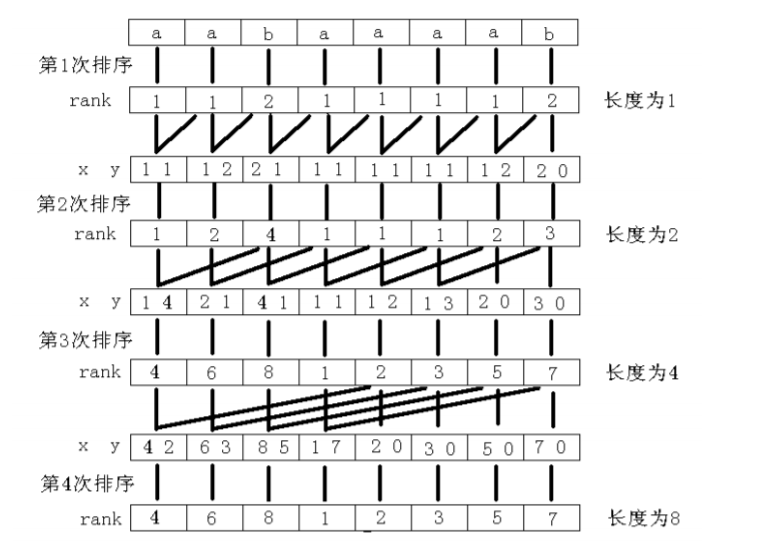 a a b a a a a b
第1次排序
rank 1 1 2 1 1 1 1 2 长度为1
x y 1 1 1 2 2 1 1 1 1 1 1 1 1 2 2 0
第2次排序
rank 1 2 4 1 1 1 2 3 长度为2
x y 1 4 2 1 4 1 1 1 1 2 1 3 2 0 3 0
第3次排序
rank 4 6 8 1 2 3 5 7 长度为4
x y 4 2 6 3 8 5 1 7 2 0 3 0 5 0 7 0
第4次排序
rank 4 6 8 1 2 3 5 7 长度为8